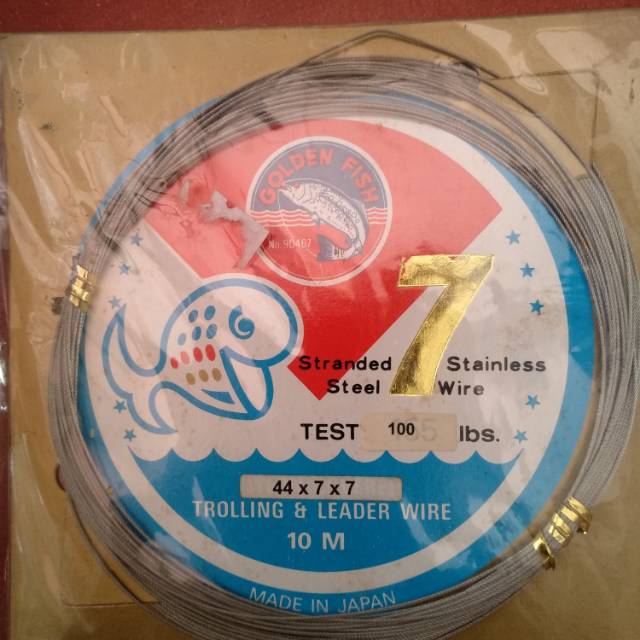 GOLDEN FISH
No 90467
7
Stranded Stainless
Steel Wire
TEST 100 lbs.
44 x 7 x 7
TROLLING & LEADER WIRE
10 M
MADE IN JAPAN